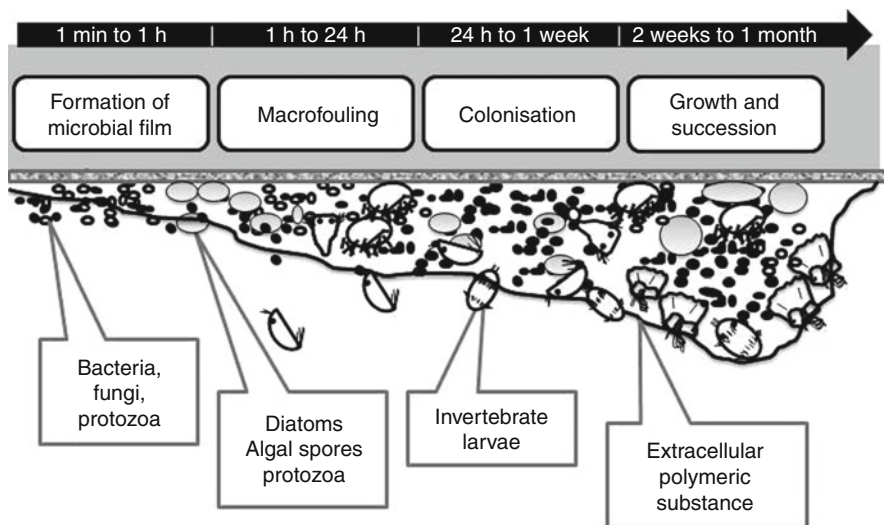 1 min to 1 h | 1 h to 24 h | 24 h to 1 week | 2 weeks to 1 month
Formation of
microbial film
Macrofouling
Colonisation
Growth and
succession
Bacteria,
fungi,
protozoa
Diatoms
Algal spores
protozoa
Invertebrate
larvae
Extracellular
polymeric
substance